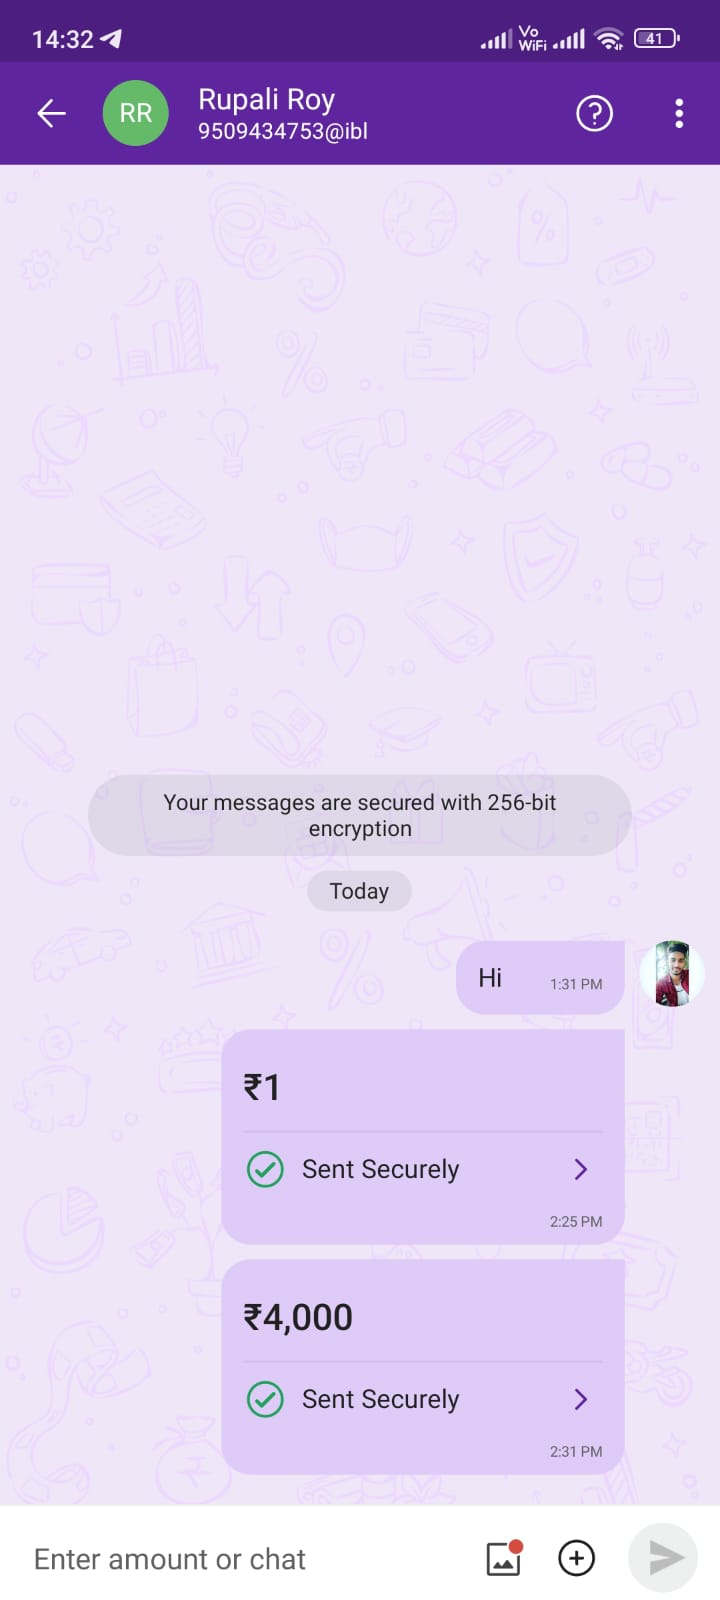 14:32
Vo
WiFi
41
RR
Rupali Roy
9509434753@ibl
Your messages are secured with 256-bit
encryption
Today
Hi
1:31 PM
₹1
Sent Securely
2:25 PM
₹4,000
Sent Securely
2:31 PM
Enter amount or chat